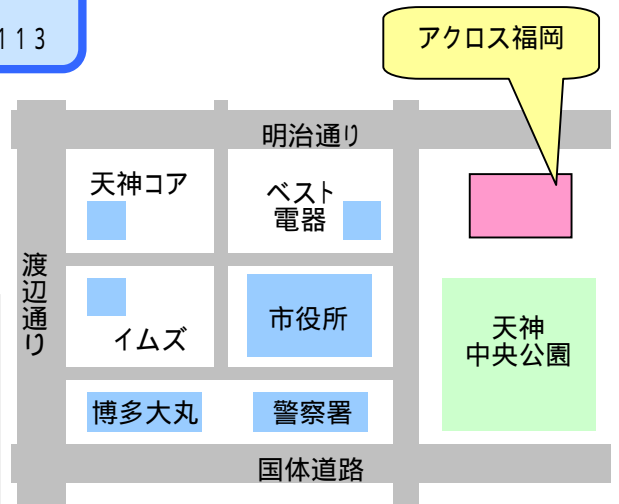 113
アクロス福岡
明治通り
天神コア
ベスト
電器
渡辺通り
イムズ
市役所
天神
中央公園
博多大丸
警察署
国体道路